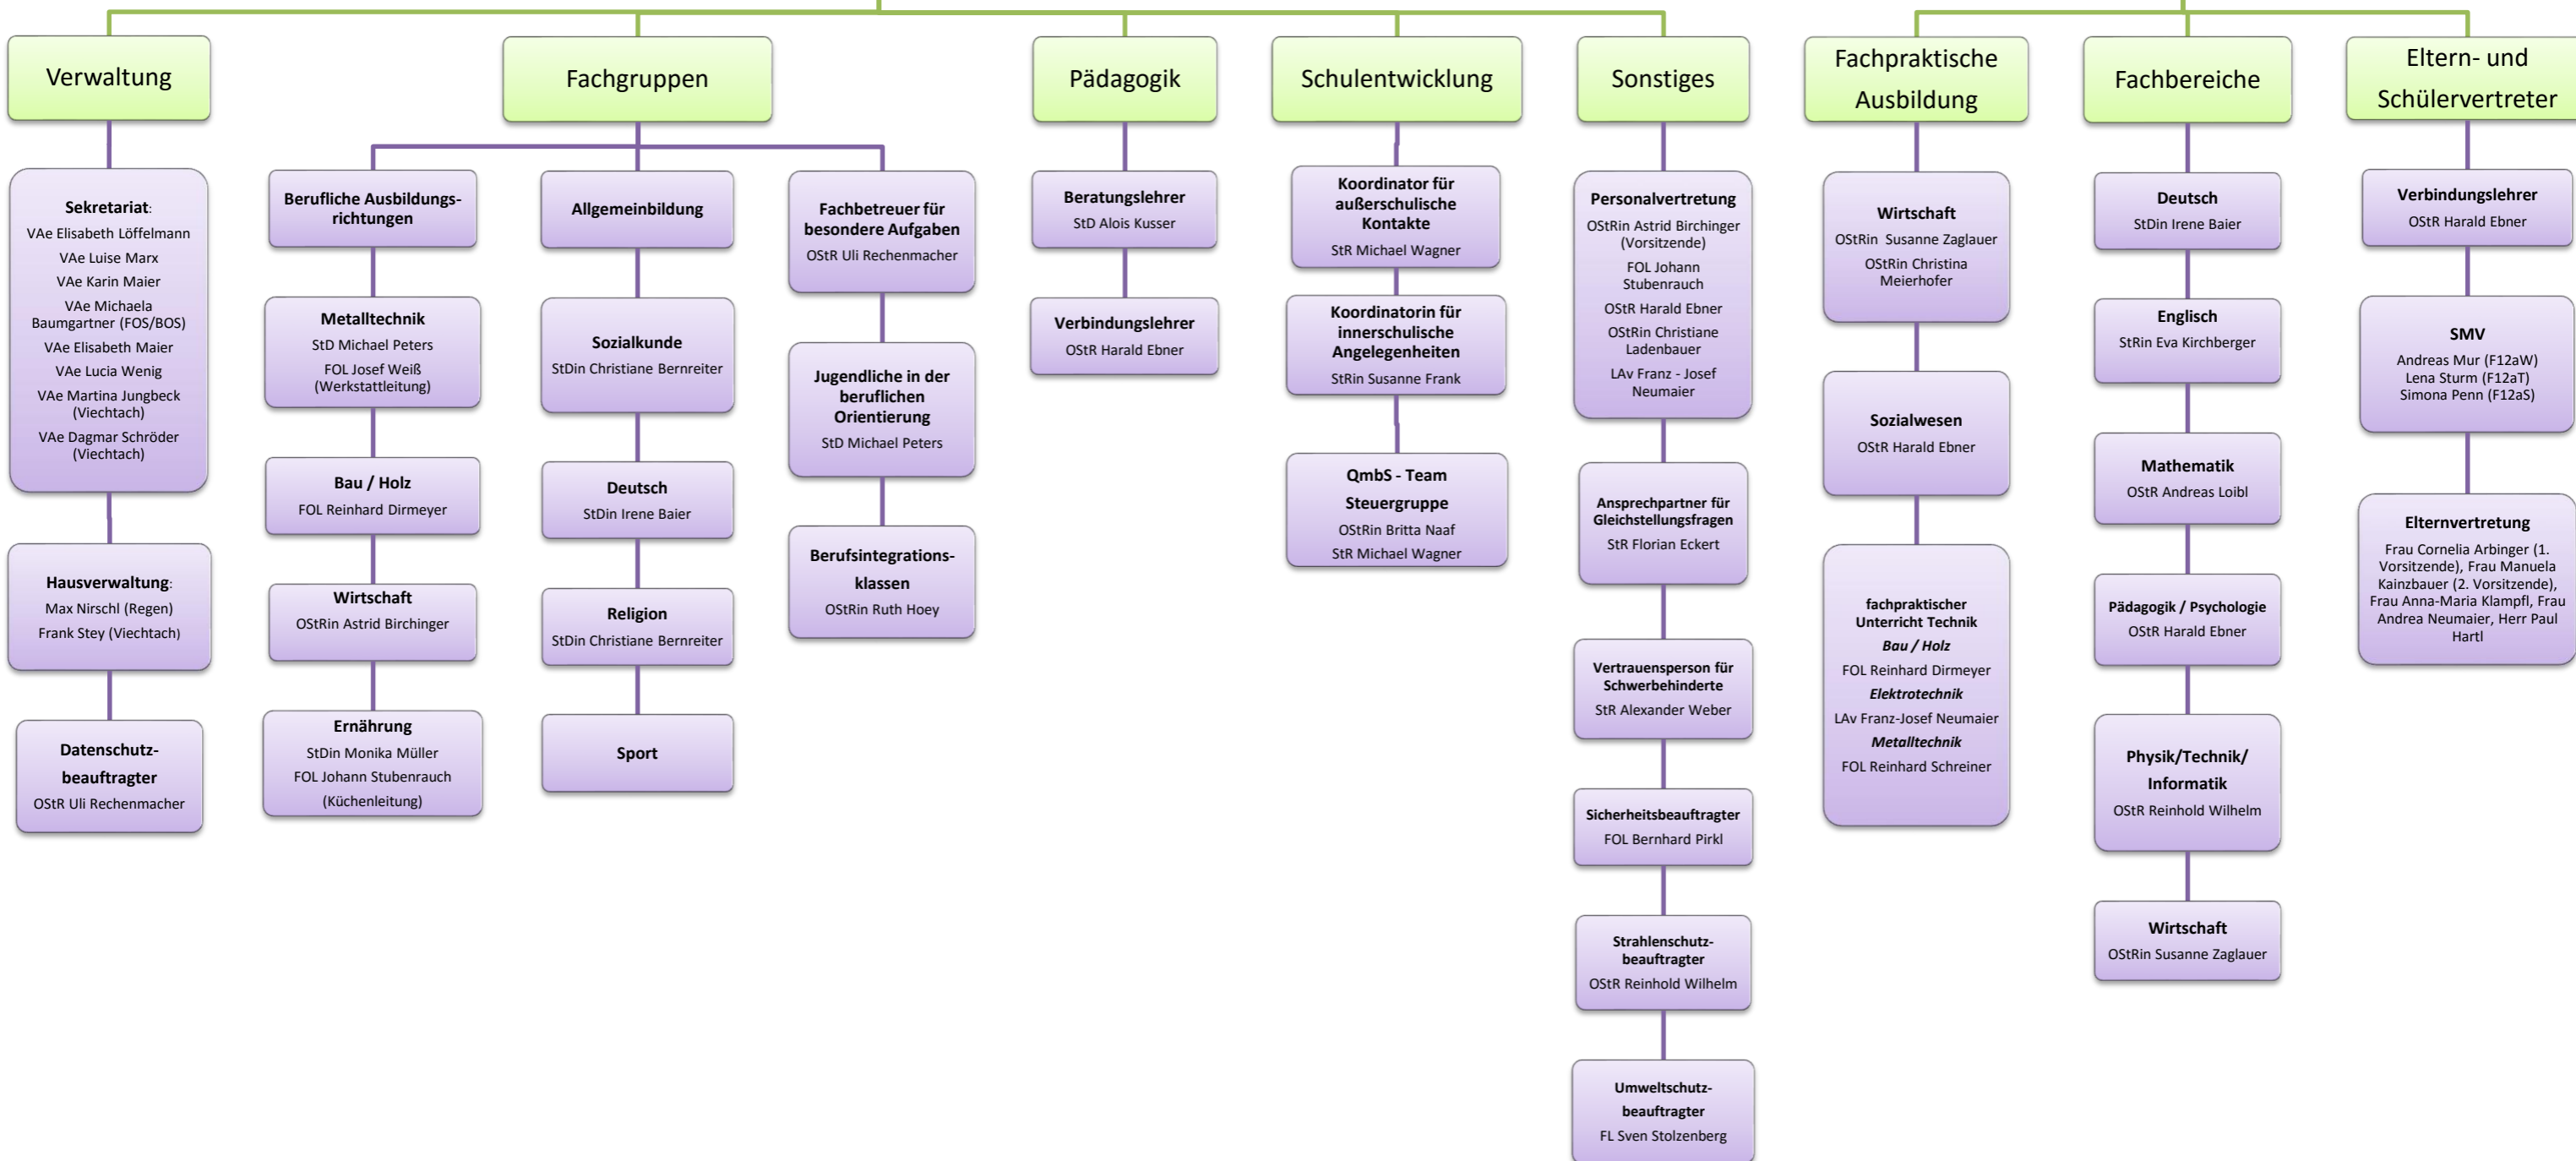 Verwaltung
Sekretariat:
VAe Elisabeth Löffelmann
VAe Luise Marx
VAe Karin Maier
VAe Michaela
Baumgartner (FOS/BOS)
VAe Elisabeth Maier
VAe Lucia Wenig
VAe Martina Jungbeck
(Viechtach)
VAe Dagmar Schröder
(Viechtach)
Hausverwaltung:
Max Nirschl (Regen)
Frank Stey (Viechtach)
Datenschutz-
beauftragter
OStR Uli Rechenmacher
Fachgruppen
Berufliche Ausbildungs-
richtungen
Metalltechnik
StD Michael Peters
FOL Josef Weiß
(Werkstattleitung)
Bau / Holz
FOL Reinhard Dirmeyer
Wirtschaft
OStRin Astrid Birchinger
Ernährung
StDin Monika Müller
FOL Johann Stubenrauch
(Küchenleitung)
Allgemeinbildung
Sozialkunde
StDin Christiane Bernreiter
Deutsch
StDin Irene Baier
Religion
StDin Christiane Bernreiter
Sport
Fachbetreuer für
besondere Aufgaben
OStR Uli Rechenmacher
Jugendliche in der
beruflichen
Orientierung
StD Michael Peters
Berufsintegrations-
klassen
OStRin Ruth Hoey
Pädagogik
Beratungslehrer
StD Alois Kusser
Verbindungslehrer
OStR Harald Ebner
Schulentwicklung
Koordinator für
außerschulische
Kontakte
StR Michael Wagner
Koordinatorin für
innerschulische
Angelegenheiten
StRin Susanne Frank
QmbS - Team
Steuergruppe
OStRin Britta Naaf
StR Michael Wagner
Sonstiges
Personalvertretung
OStRin Astrid Birchinger
(Vorsitzende)
FOL Johann
Stubenrauch
OStR Harald Ebner
OStRin Christiane
Ladenbauer
LAv Franz - Josef
Neumaier
Ansprechpartner für
Gleichstellungsfragen
StR Florian Eckert
Vertrauensperson für
Schwerbehinderte
StR Alexander Weber
Sicherheitsbeauftragter
FOL Bernhard Pirkl
Strahlenschutz-
beauftragter
OStR Reinhold Wilhelm
Umweltschutz-
beauftragter
FL Sven Stolzenberg
Fachpraktische
Ausbildung
Wirtschaft
OStRin Susanne Zaglauer
OStRin Christina
Meierhofer
Sozialwesen
OStR Harald Ebner
fachpraktischer
Unterricht Technik
Bau / Holz
FOL Reinhard Dirmeyer
Elektrotechnik
LAv Franz-Josef Neumaier
Metalltechnik
FOL Reinhard Schreiner
Fachbereiche
Deutsch
StDin Irene Baier
Englisch
StRin Eva Kirchberger
Mathematik
OStR Andreas Loibl
Pädagogik / Psychologie
OStR Harald Ebner
Physik/Technik/
Informatik
OStR Reinhold Wilhelm
Wirtschaft
OStRin Susanne Zaglauer
Eltern- und
Schülervertreter
Verbindungslehrer
OStR Harald Ebner
SMV
Andreas Mur (F12aW)
Lena Sturm (F12aT)
Simona Penn (F12aS)
Elternvertretung
Frau Cornelia Arbinger (1.
Vorsitzende), Frau Manuela
Kainzbauer (2. Vorsitzende),
Frau Anna-Maria Klampfl, Frau
Andrea Neumaier, Herr Paul
Hartl